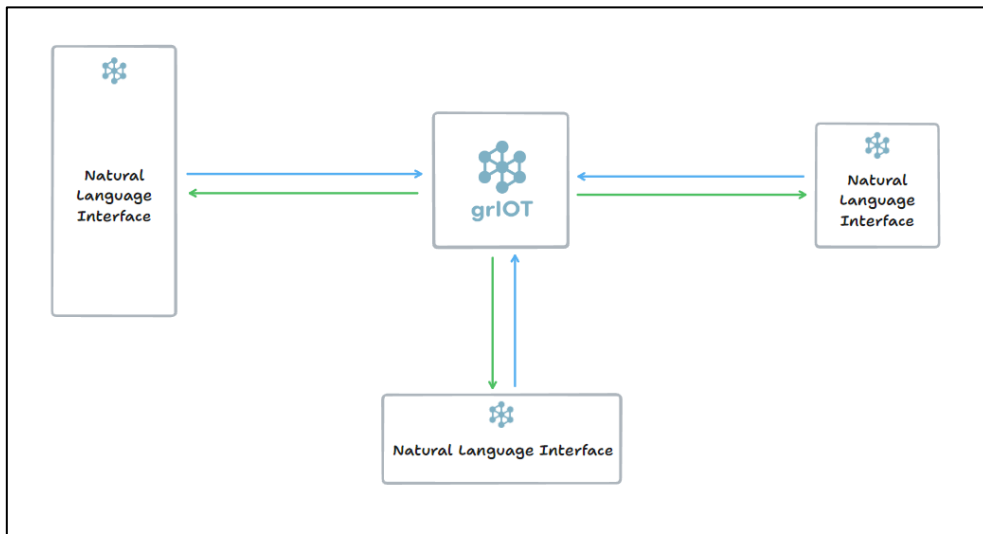 Natural
Language
Interface
grIOT
Natural
Language
Interface
Natural Language Interface